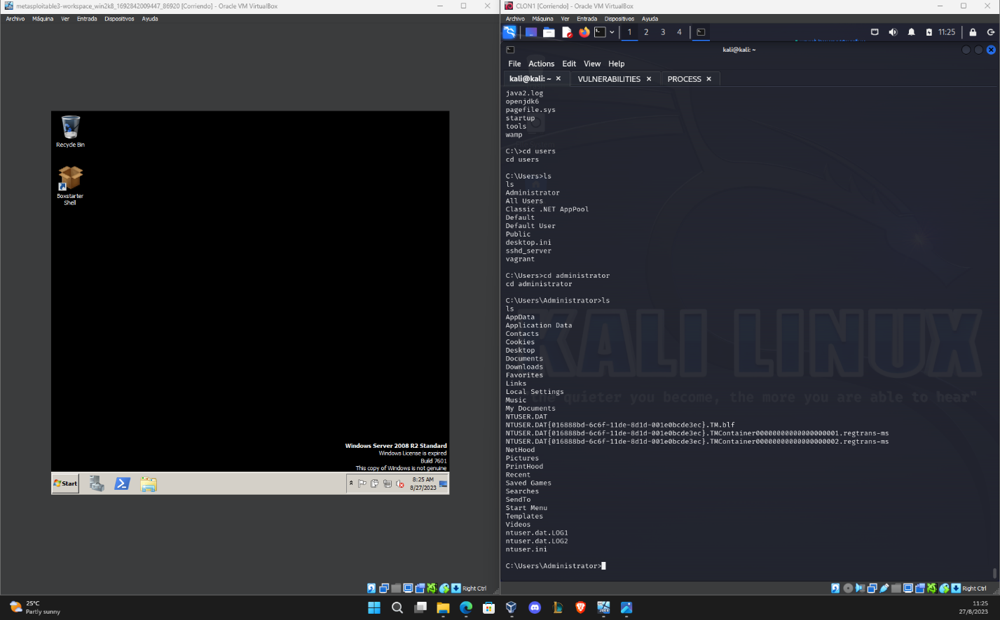 metasploitable3-workspace_win2k8_1692842009447_86920 [Corriendo] - Oracle VM VirtualBox
Archivo Máquina Ver Entrada Dispositivos Ayuda
Recycle Bin
Boxstarter
Shell
Windows Server 2008 R2 Standard
Windows License is expired
Build 7601
This copy of Windows is not genuine
Start
8:25 AM
8/27/2023
Right Ctrl
CLON1 [Corriendo] - Oracle VM VirtualBox
Archivo Máquina Ver Entrada Dispositivos Ayuda
1 2 3 4 11:25
kali@kali: ~
File Actions Edit View Help
kali@kali: ~ VULNERABILITIES PROCESS
java2.log
openjdk6
pagefile.sys
startup
tools
wamp
C:\>cd users
cd users
C:\Users>ls
ls
Administrator
All Users
Classic .NET AppPool
Default
Default User
Public
desktop.ini
sshd_server
vagrant
C:\Users>cd administrator
cd administrator
C:\Users\Administrator>ls
ls
AppData
Application Data
Contacts
Cookies
Desktop
Documents
Downloads
Favorites
Links
Local Settings
Music
My Documents
NTUSER.DAT
NTUSER.DAT{016888bd-6c6f-11de-8d1d-001e0bcde3ec}.TM.blf
NTUSER.DAT{016888bd-6c6f-11de-8d1d-001e0bcde3ec}.TMContainer00000000000000000001.regtrans-ms
NTUSER.DAT{016888bd-6c6f-11de-8d1d-001e0bcde3ec}.TMContainer00000000000000000002.regtrans-ms
NetHood
Pictures
PrintHood
Recent
Saved Games
Searches
SendTo
Start Menu
Templates
Videos
ntuser.dat.LOG1
ntuser.dat.LOG2
ntuser.ini
C:\Users\Administrator>
KALI LINUX
"the quieter you become, the more you are able to hear"
Right Ctrl
25°C
Partly sunny
11:25
27/8/2023